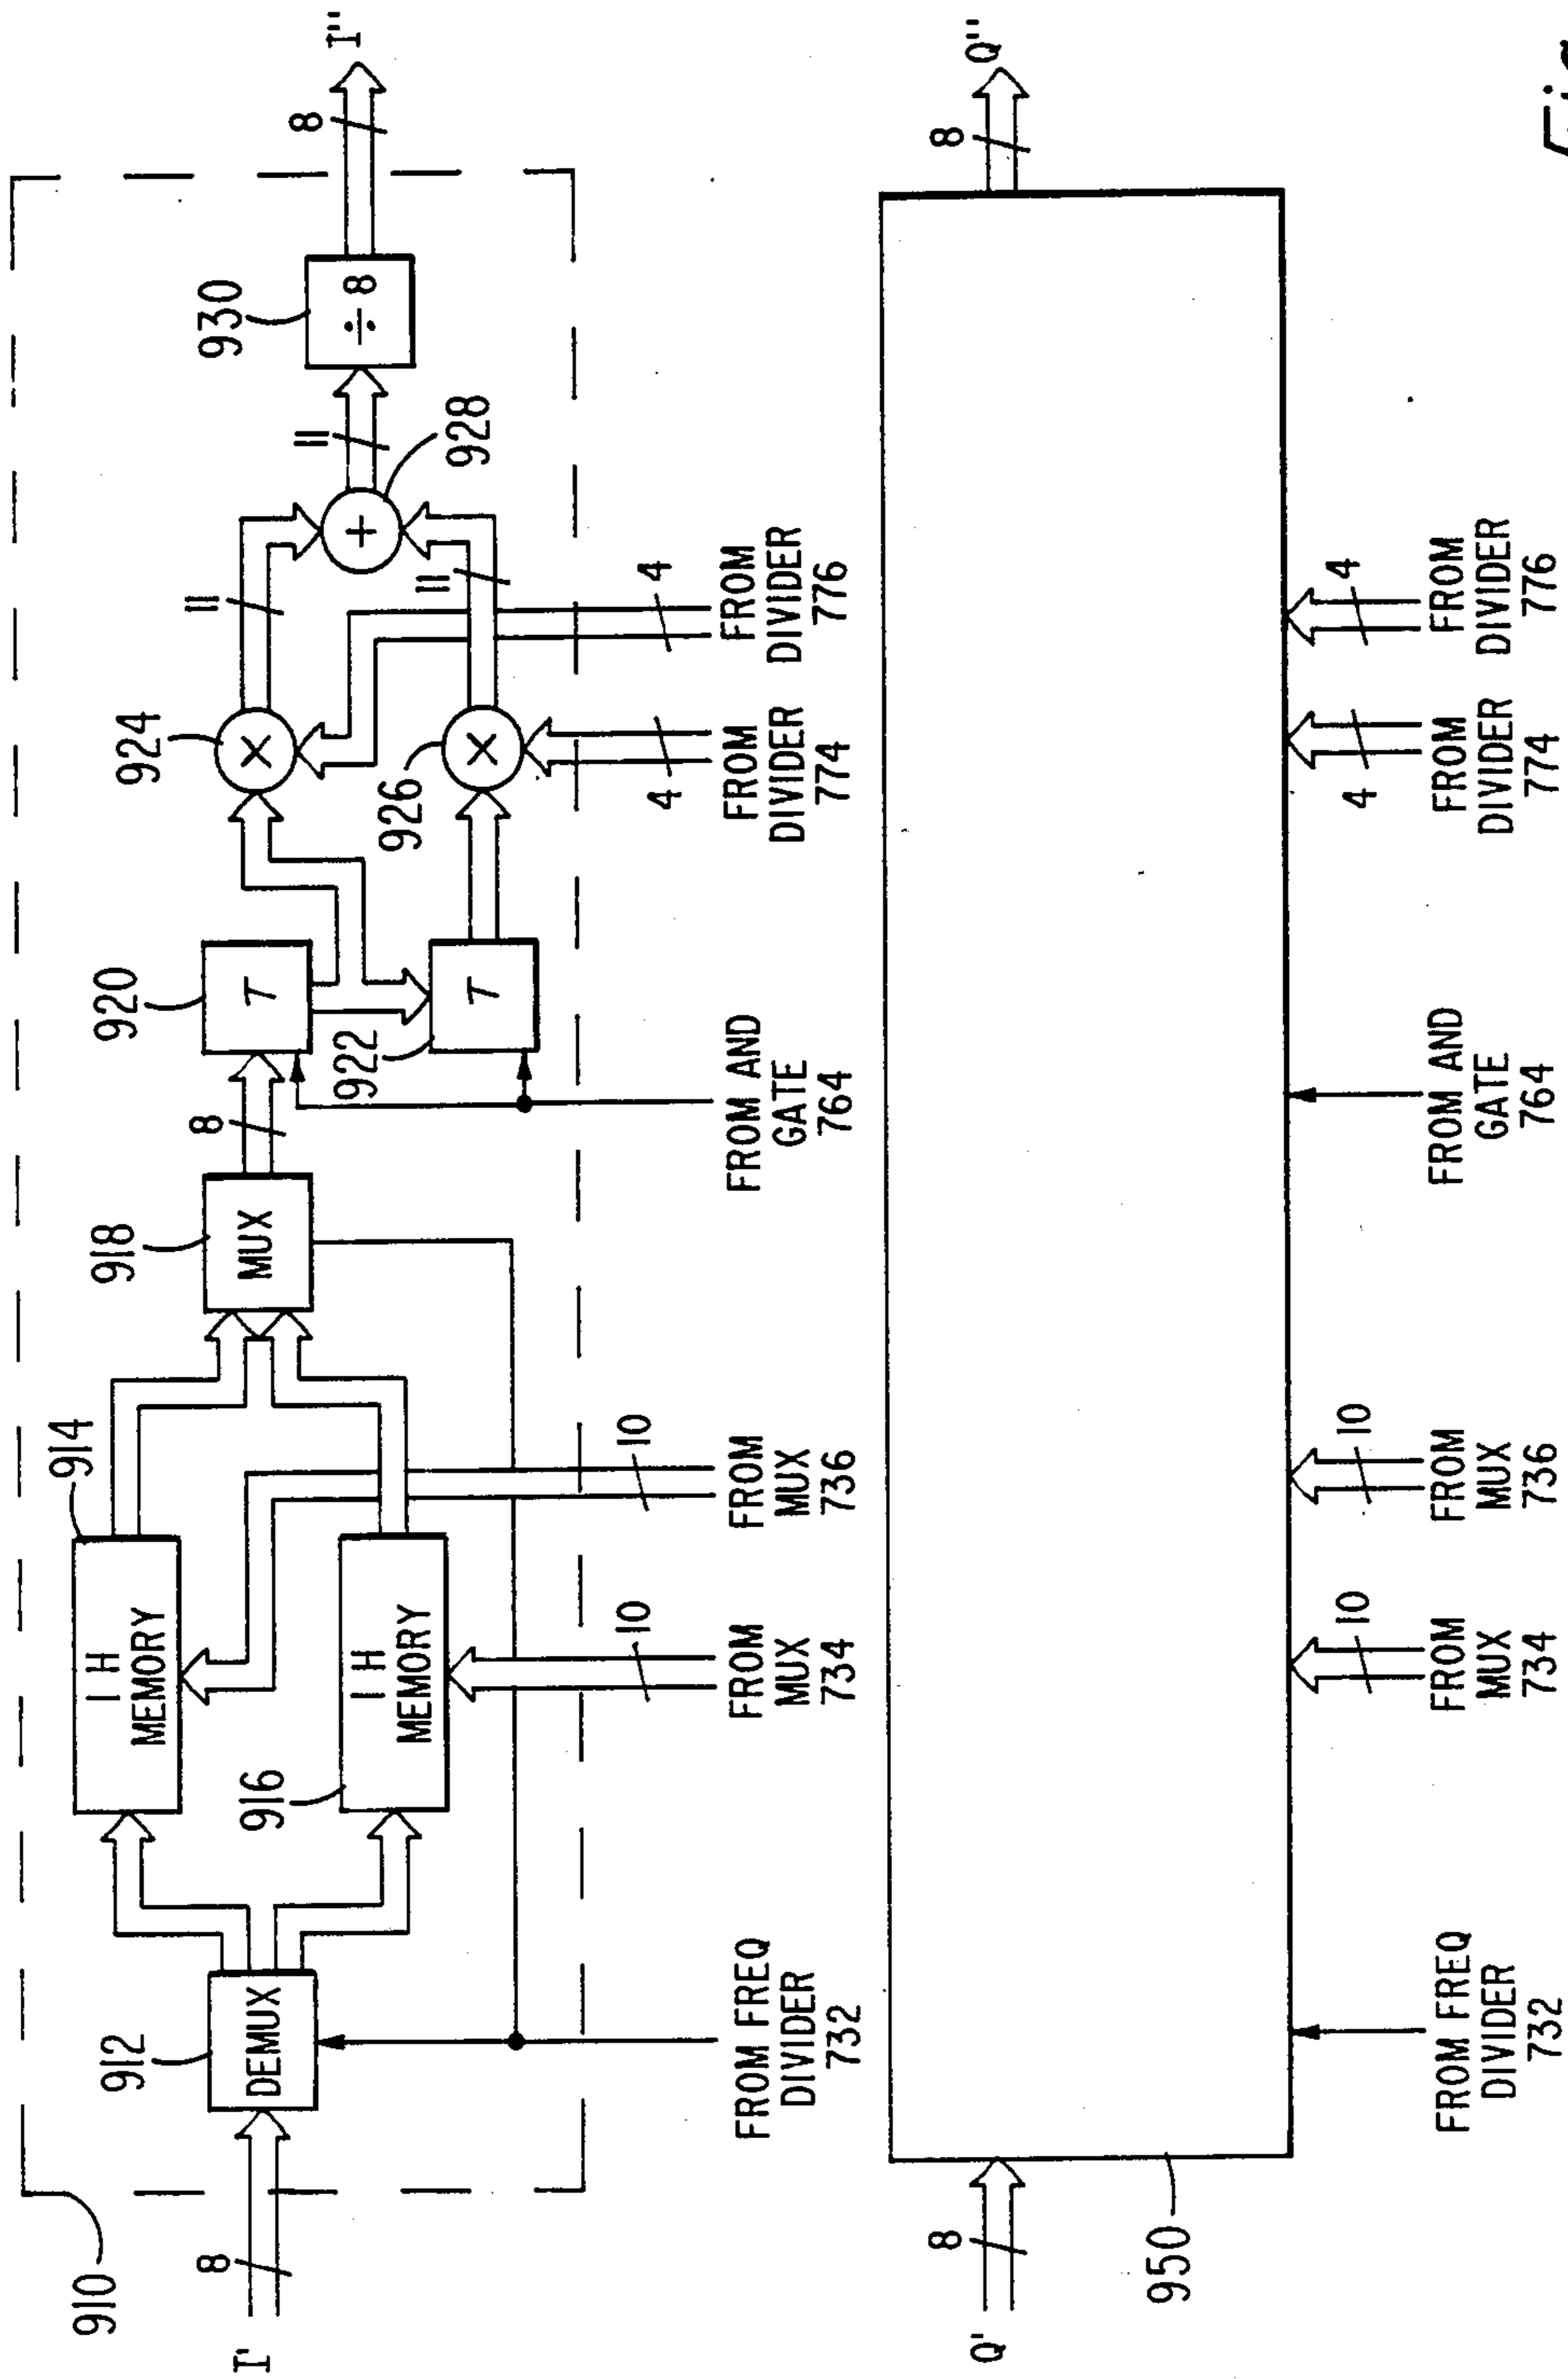 910
I'
8
912
DEMUX
914
1 H
MEMORY
916
1 H
MEMORY
918
MUX
8
920
T
922
T
924
X
926
X
11
11
928
+
11
930
÷ 8
8
I''
FROM FREQ
DIVIDER
732
10
FROM
MUX
734
10
FROM
MUX
736
FROM AND
GATE
764
4
FROM
DIVIDER
774
4
FROM
DIVIDER
776
Q'
8
950
8
Q''
FROM FREQ
DIVIDER
732
10
FROM
MUX
734
10
FROM
MUX
736
FROM AND
GATE
764
4
FROM
DIVIDER
774
4
FROM
DIVIDER
776